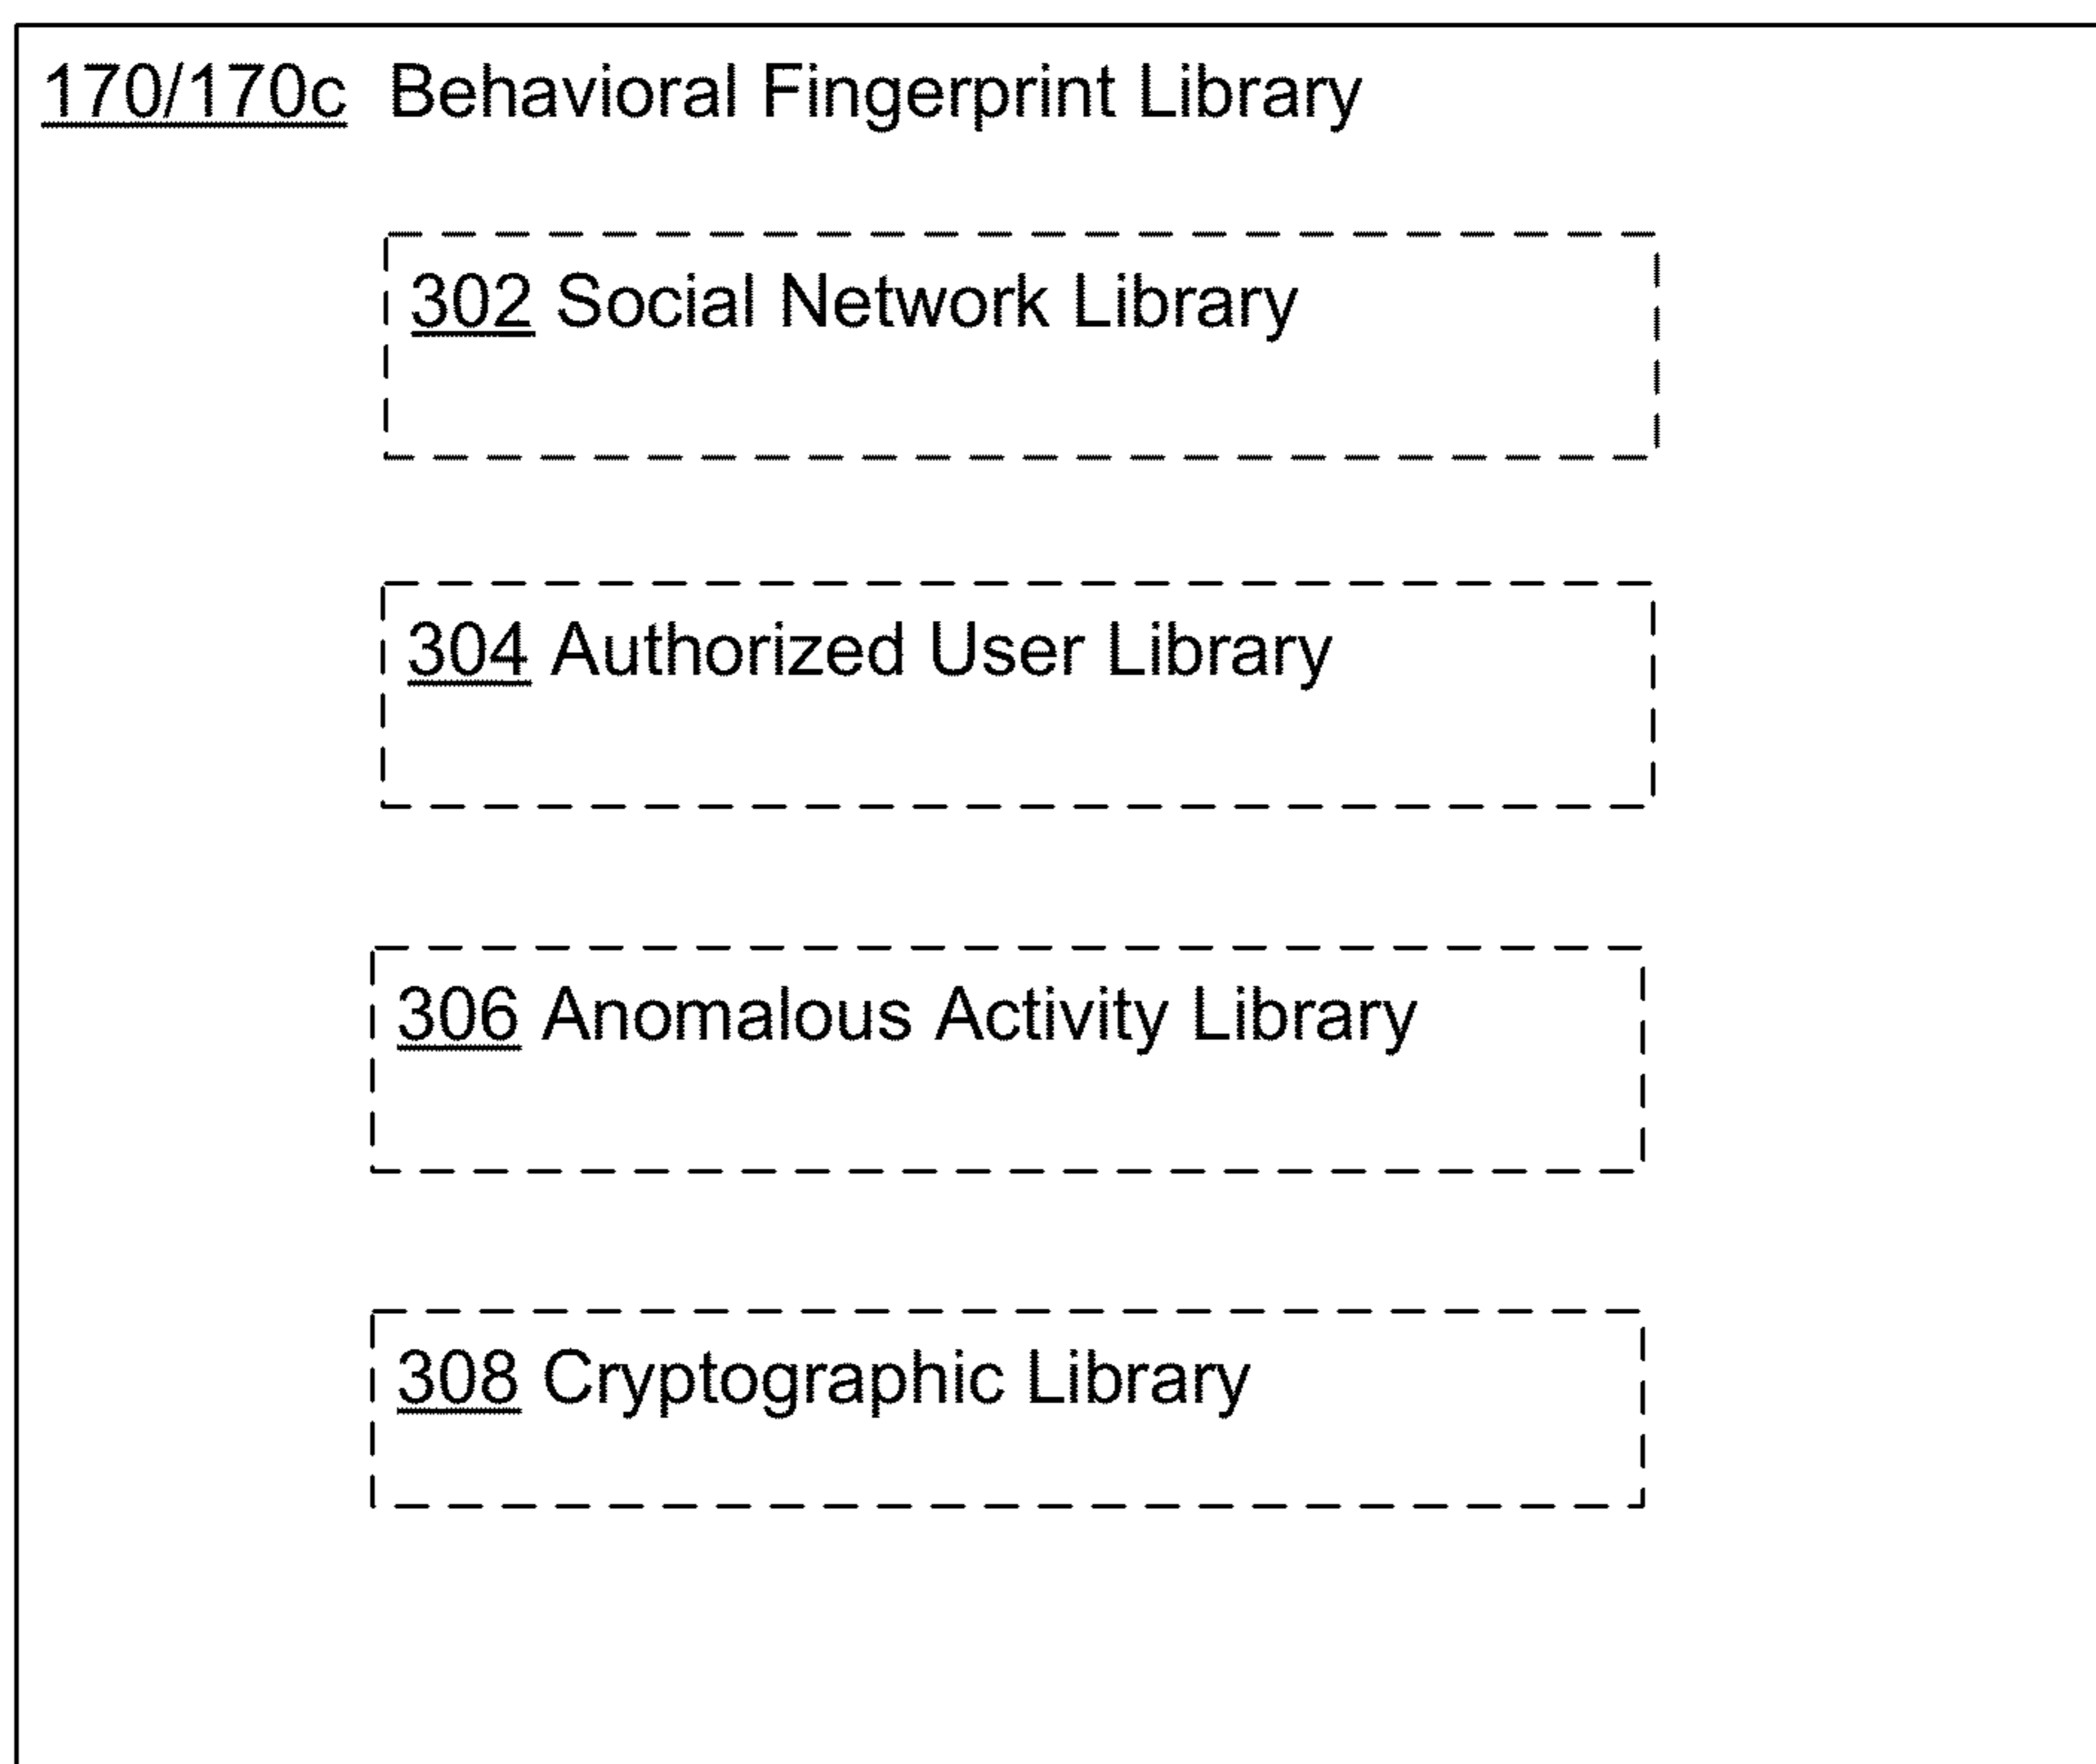 170/170c Behavioral Fingerprint Library
302 Social Network Library
304 Authorized User Library
306 Anomalous Activity Library
308 Cryptographic Library